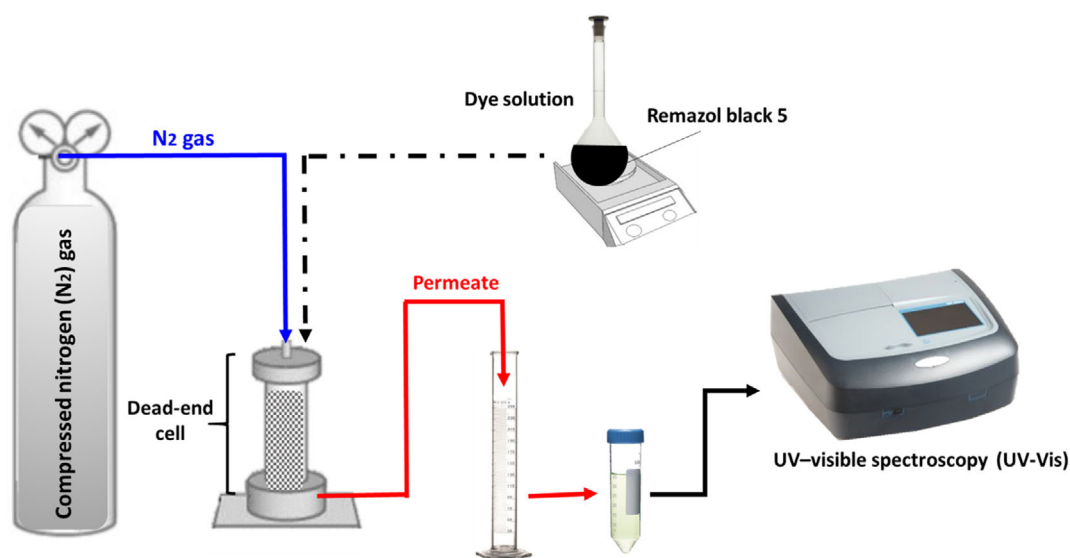 Dye solution
Remazol black 5
N2 gas
Compressed nitrogen (N2) gas
Permeate
Dead-end
cell
UV–visible spectroscopy (UV-Vis)